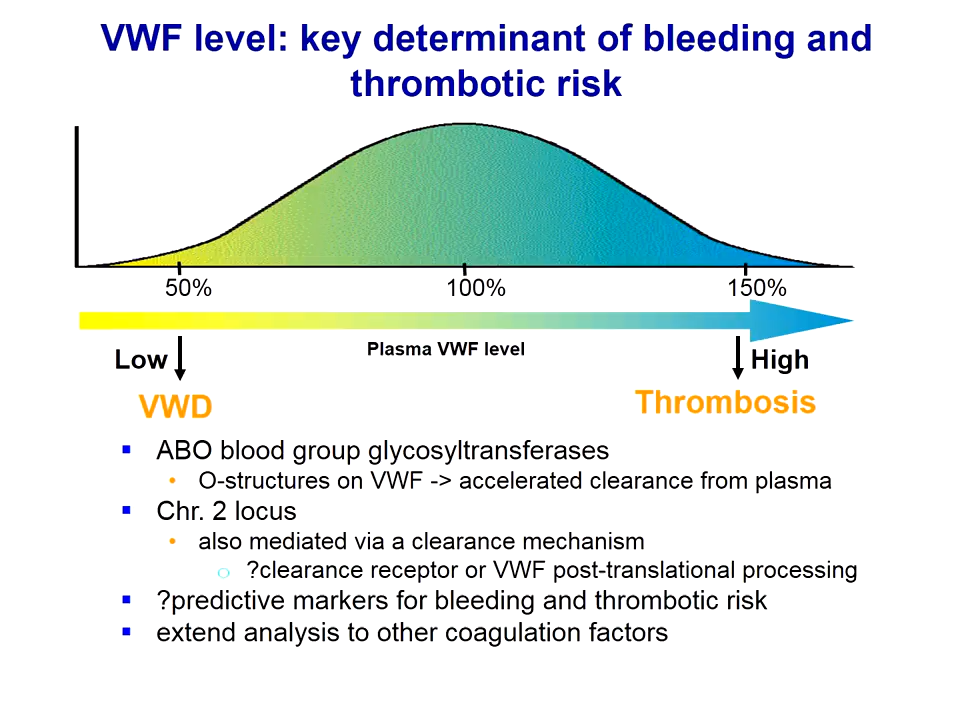 VWF level: key determinant of bleeding and
thrombotic risk
50% 100% 150%
Plasma VWF level
Low High
VWD Thrombosis
▪ ABO blood group glycosyltransferases
• O-structures on VWF -> accelerated clearance from plasma
▪ Chr. 2 locus
• also mediated via a clearance mechanism
o ?clearance receptor or VWF post-translational processing
▪ ?predictive markers for bleeding and thrombotic risk
▪ extend analysis to other coagulation factors